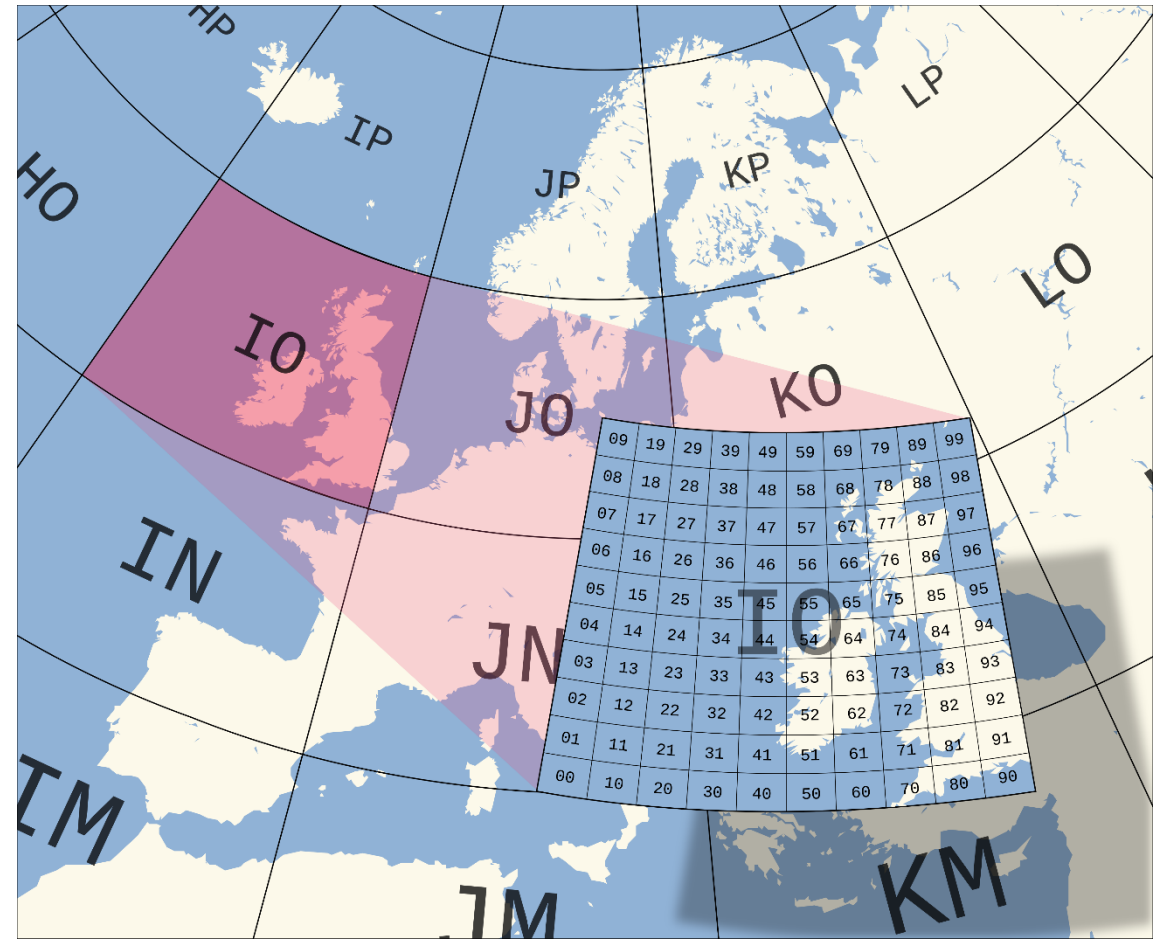 HP
LP
IP
HO
JP
KP
LO
IO
JO
KO
IN
JN
IM
JM
KM
IO
09 19 29 39 49 59 69 79 89 99
08 18 28 38 48 58 68 78 88 98
07 17 27 37 47 57 67 77 87 97
06 16 26 36 46 56 66 76 86 96
05 15 25 35 45 55 65 75 85 95
04 14 24 34 44 54 64 74 84 94
03 13 23 33 43 53 63 73 83 93
02 12 22 32 42 52 62 72 82 92
01 11 21 31 41 51 61 71 81 91
00 10 20 30 40 50 60 70 80 90